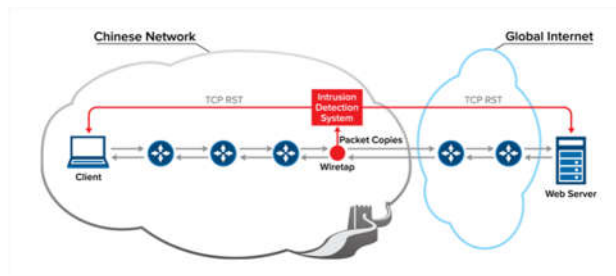 Chinese Network
Global Internet
TCP RST
Intrusion
Detection
System
TCP RST
Packet Copies
Client
Wiretap
Web Server